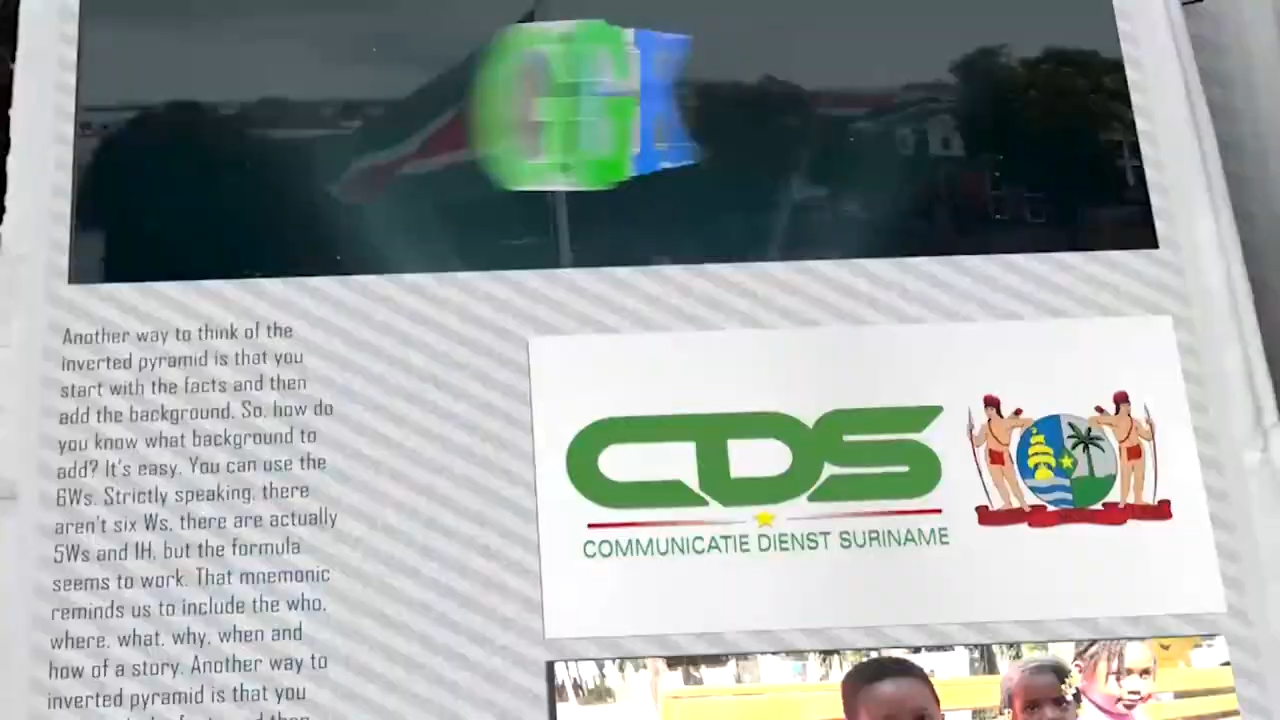 Another way to think of the
inverted pyramid is that you
start with the facts and then
add the background. So, how do
you know what background to
add? It's easy. You can use the
6Ws. Strictly speaking, there
aren't six Ws, there are actually
5Ws and 1H, but the formula
seems to work. That mnemonic
reminds us to include the who,
where, what, why, when and
how of a story. Another way to
inverted pyramid is that you
CDS
COMMUNICATIE DIENST SURINAME